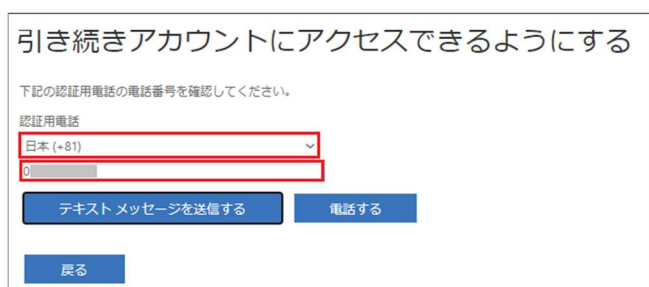 引き続きアカウントにアクセスできるようにする
下記の認証用電話の電話番号を確認してください。
認証用電話
日本 (+81)
0
テキスト メッセージを送信する
電話する
戻る